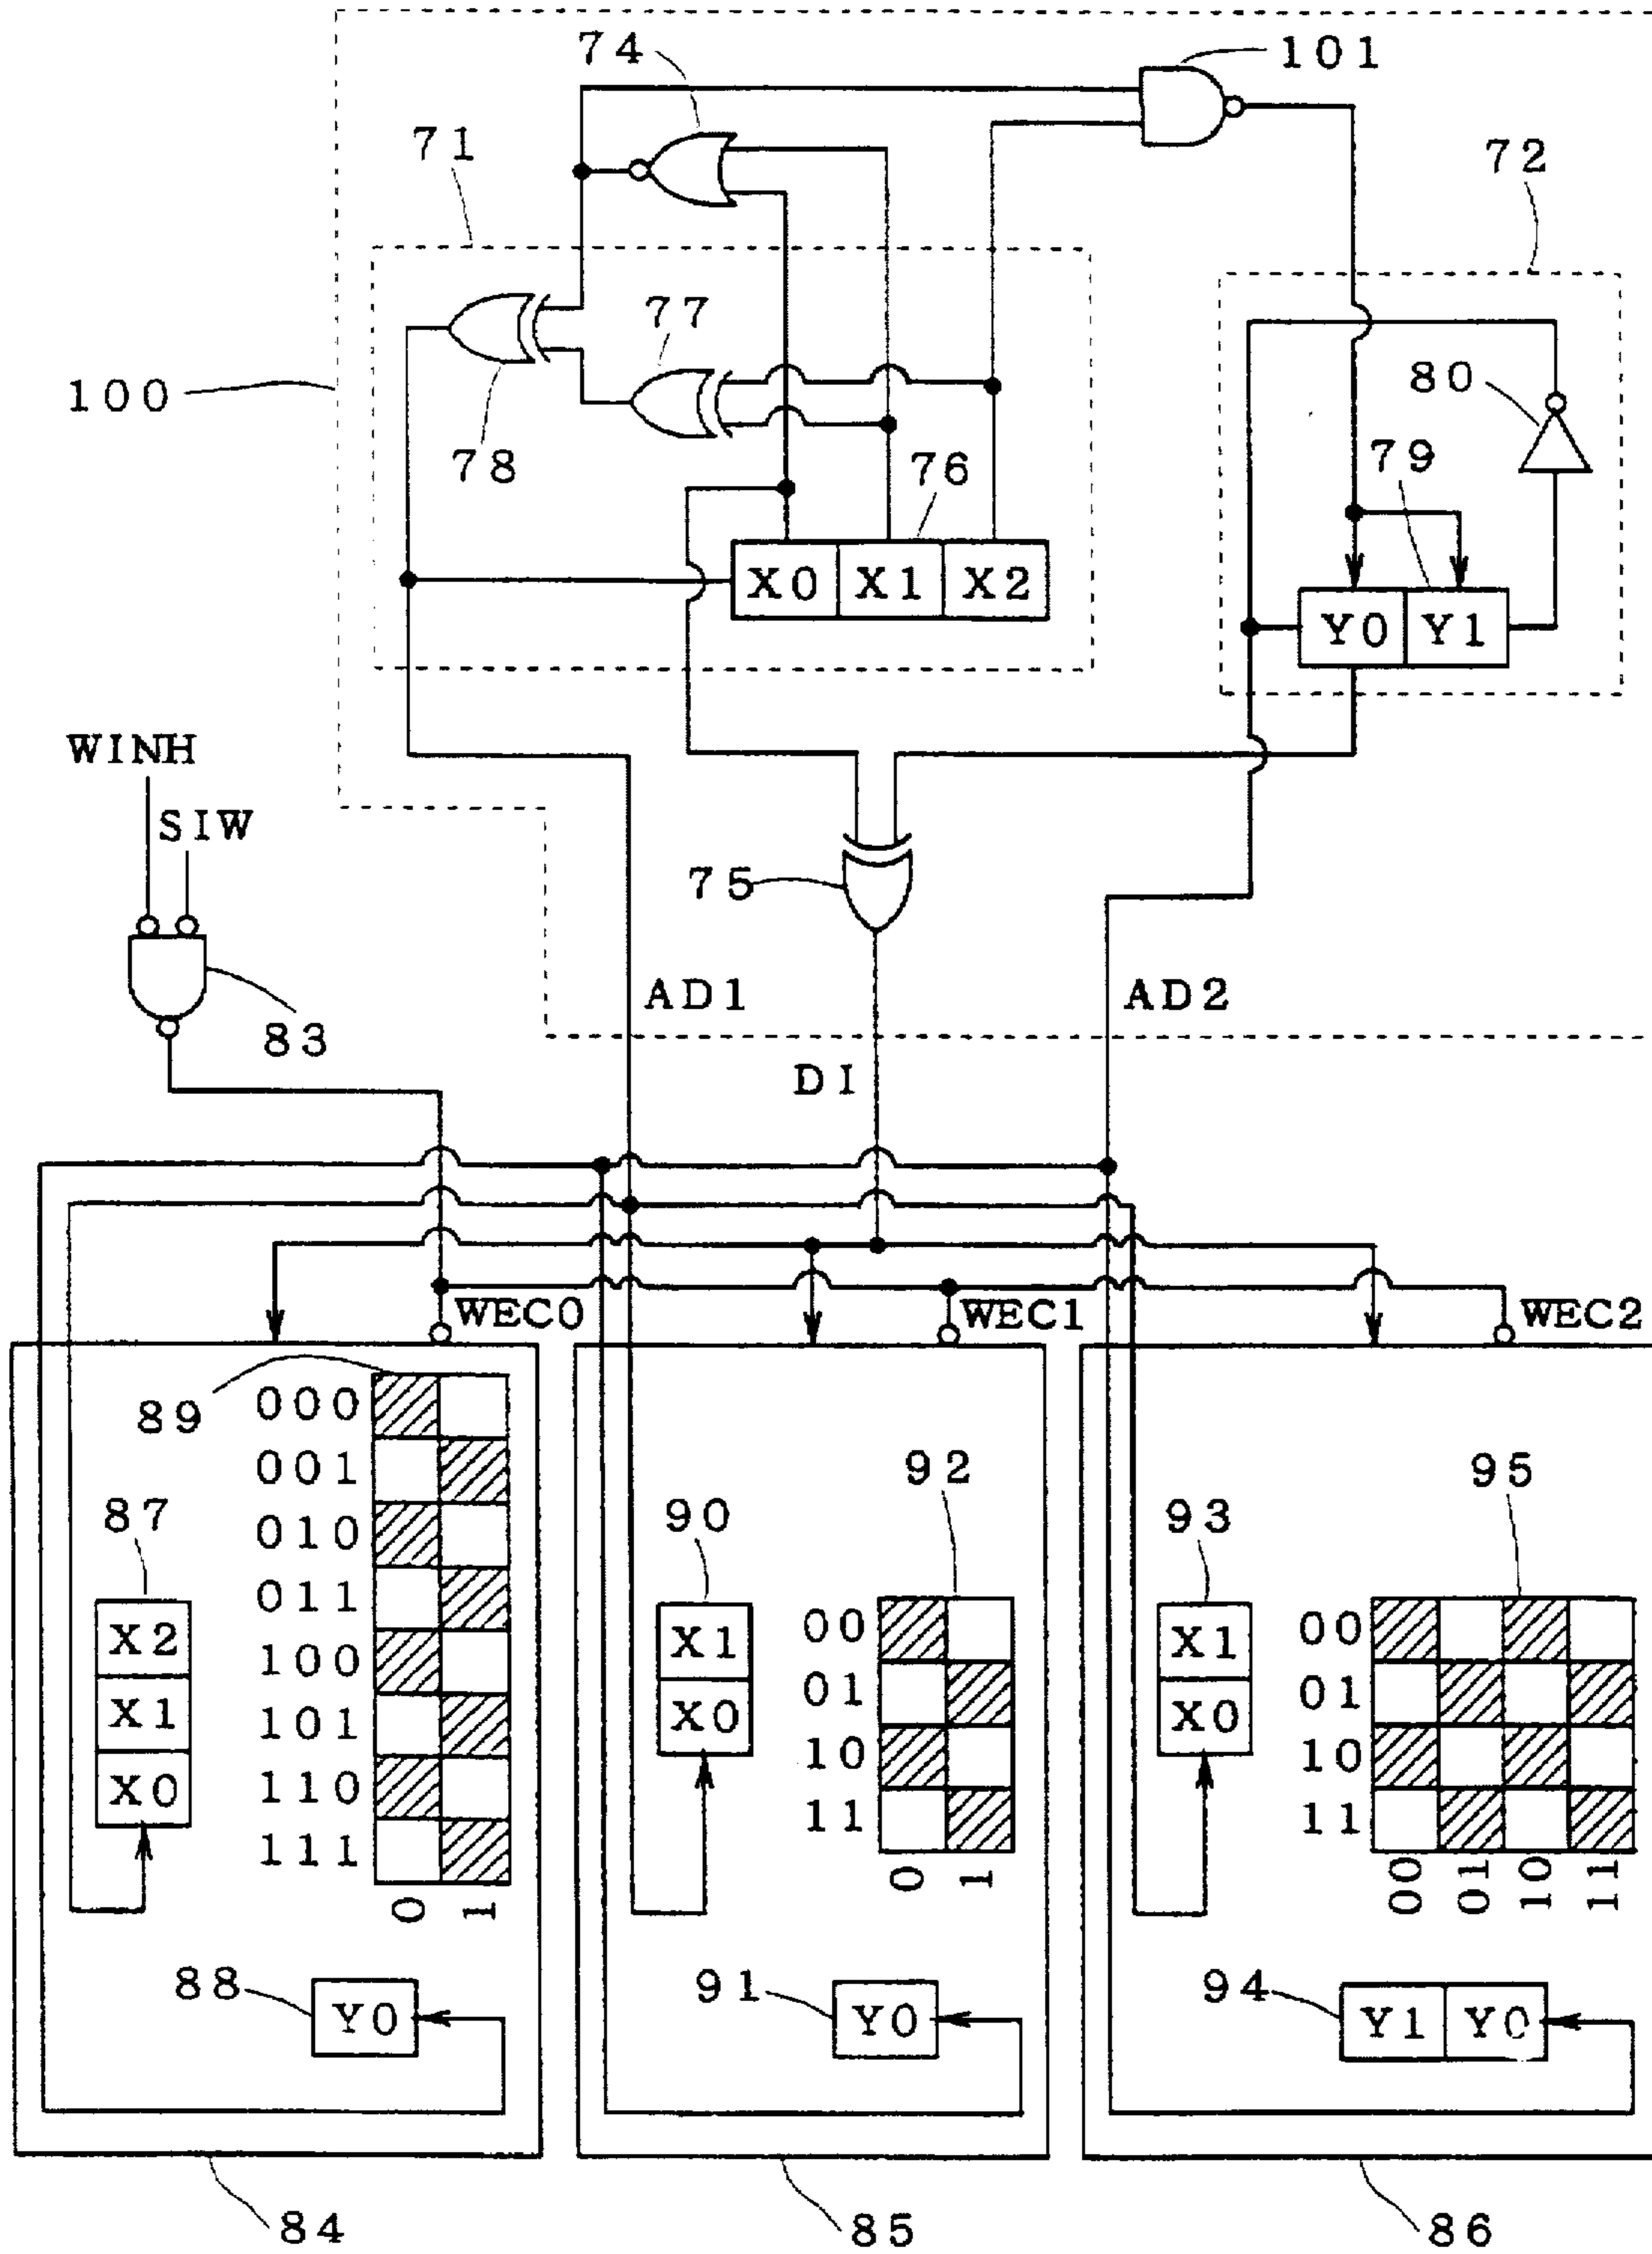 74
101
71
72
77
80
100
78
76
79
X0 X1 X2
Y0 Y1
WINH
SIW
75
83
AD1
AD2
DI
WEC0
WEC1
WEC2
89
000
001
010
011
100
101
110
111
0 1
87
X2
X1
X0
88
Y0
92
90
X1
X0
00
01
10
11
0 1
91
Y0
95
93
X1
X0
00
01
10
11
00 01 10 11
94
Y1 Y0
84
85
86